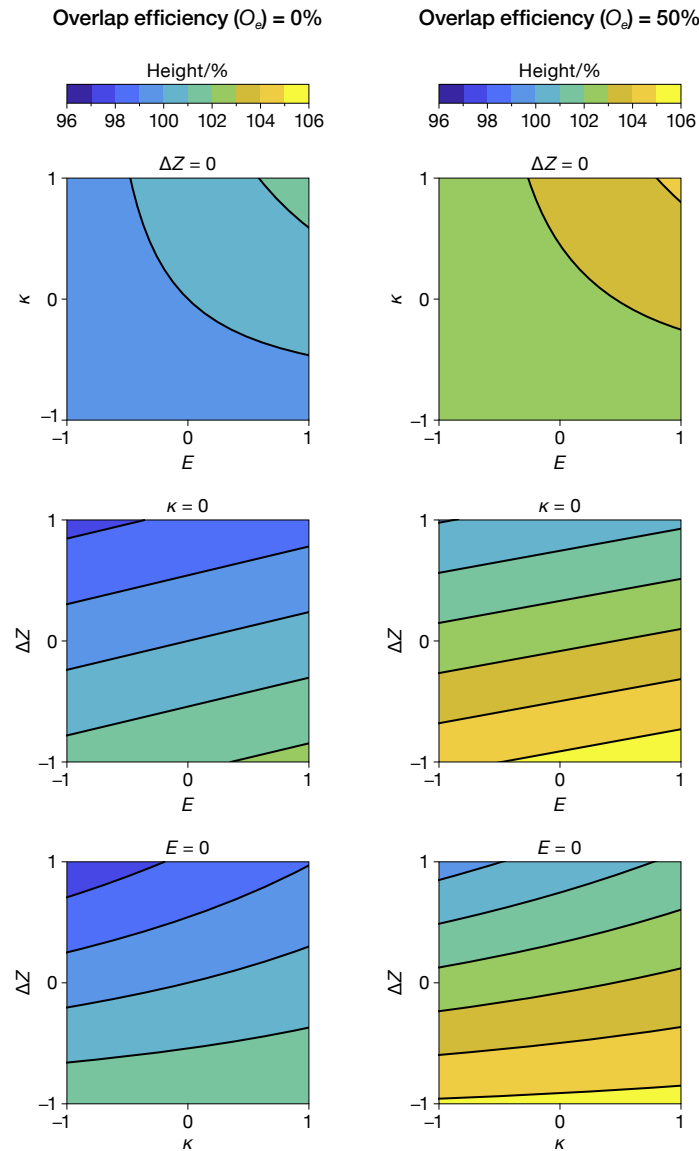 Overlap efficiency (Oₑ) = 0%
Overlap efficiency (Oₑ) = 50%
Height/%
96 98 100 102 104 106
Height/%
96 98 100 102 104 106
ΔZ = 0
1
0
–1
κ
–1 0 1
E
ΔZ = 0
1
0
–1
κ
–1 0 1
E
κ = 0
1
0
–1
ΔZ
–1 0 1
E
κ = 0
1
0
–1
ΔZ
–1 0 1
E
E = 0
1
0
–1
ΔZ
–1 0 1
κ
E = 0
1
0
–1
ΔZ
–1 0 1
κ